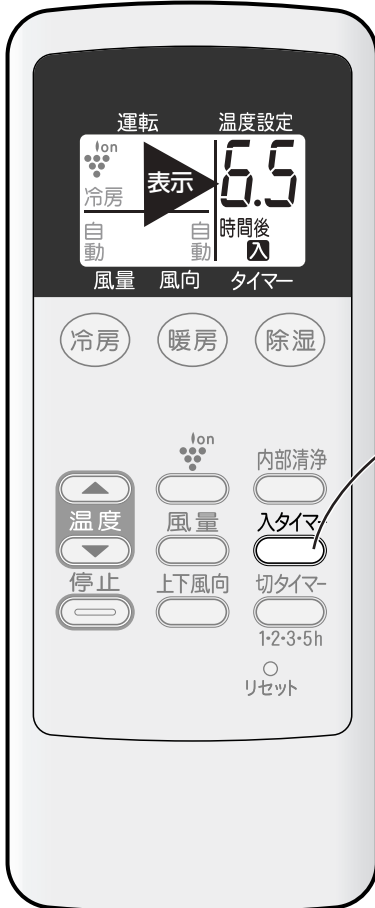 運転 温度設定
ion
冷房 表示 6.5
自動 自動 時間後
入
風量 風向 タイマー
冷房 暖房 除湿
ion
内部清浄
温度 風量 入タイマー
停止 上下風向 切タイマー
1・2・3・5h
リセット